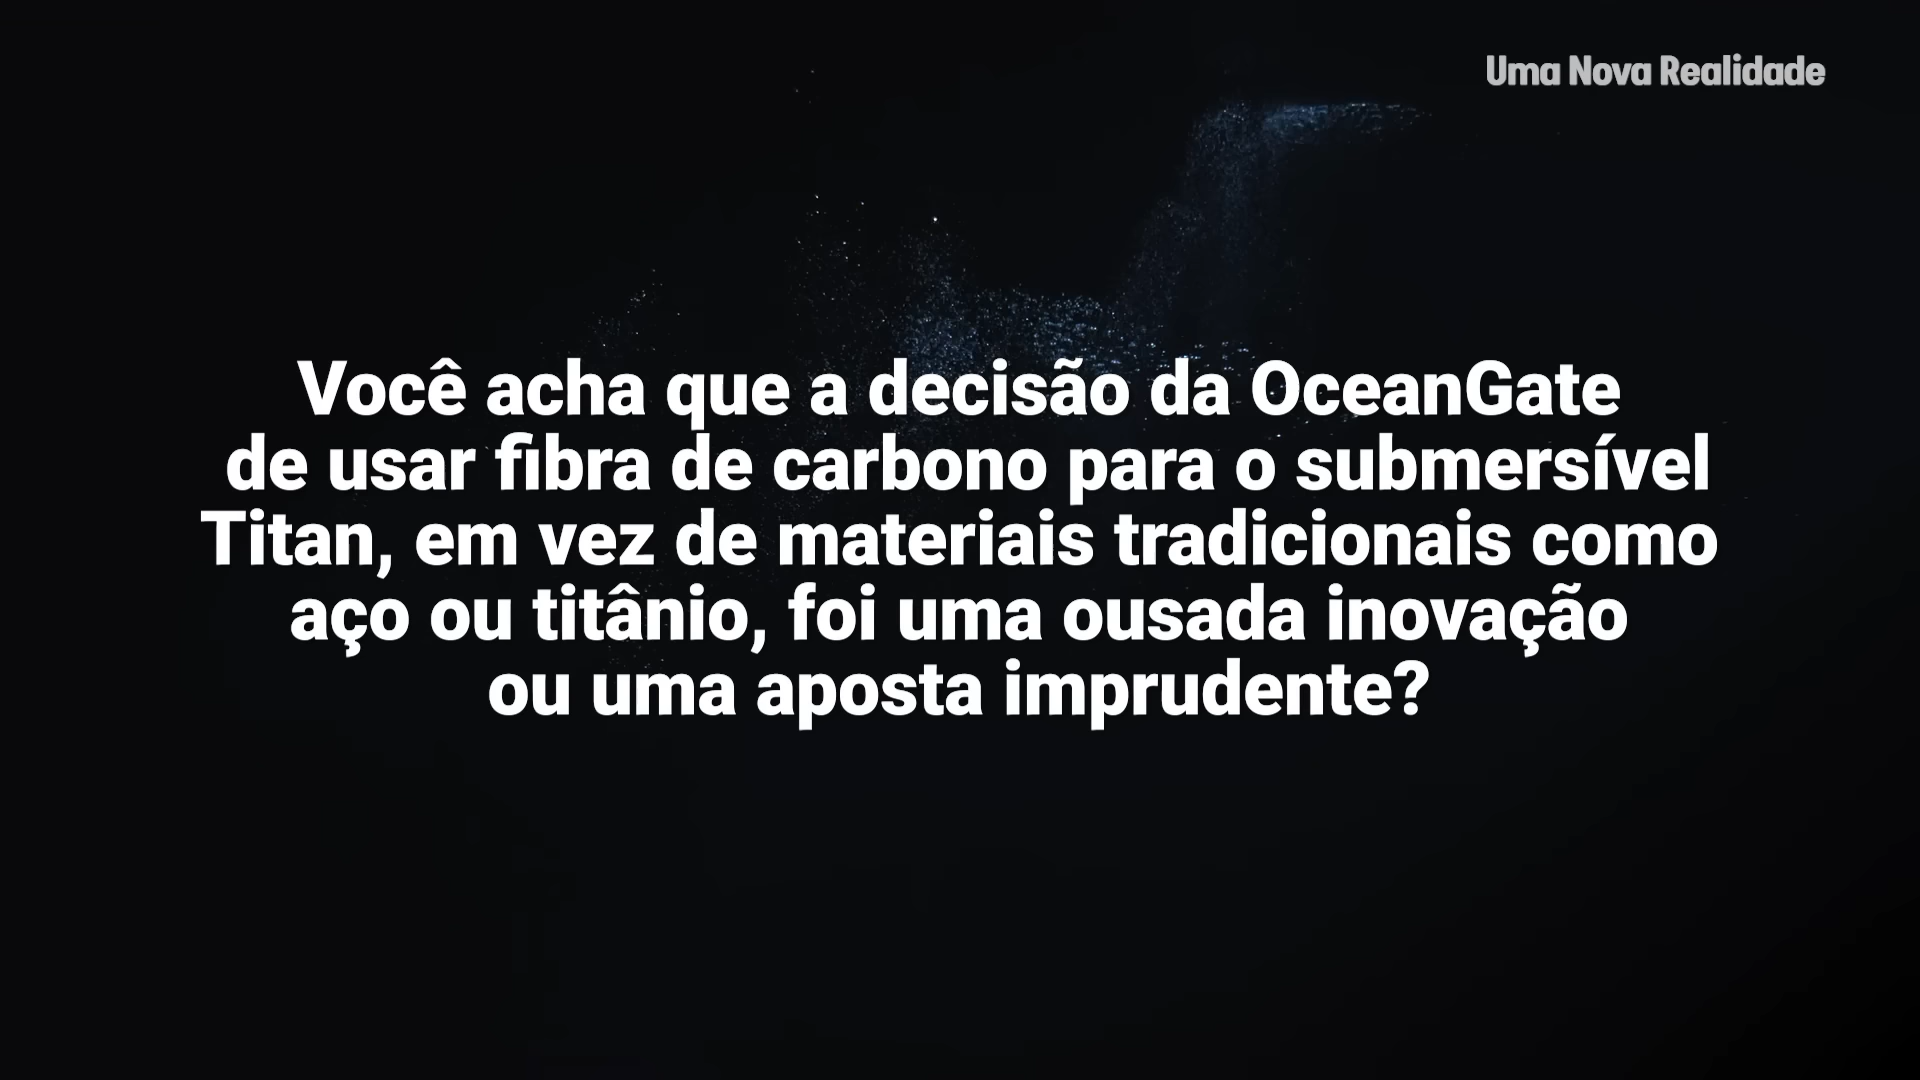 Uma Nova Realidade
Você acha que a decisão da OceanGate
de usar fibra de carbono para o submersível
Titan, em vez de materiais tradicionais como
aço ou titânio, foi uma ousada inovação
ou uma aposta imprudente?